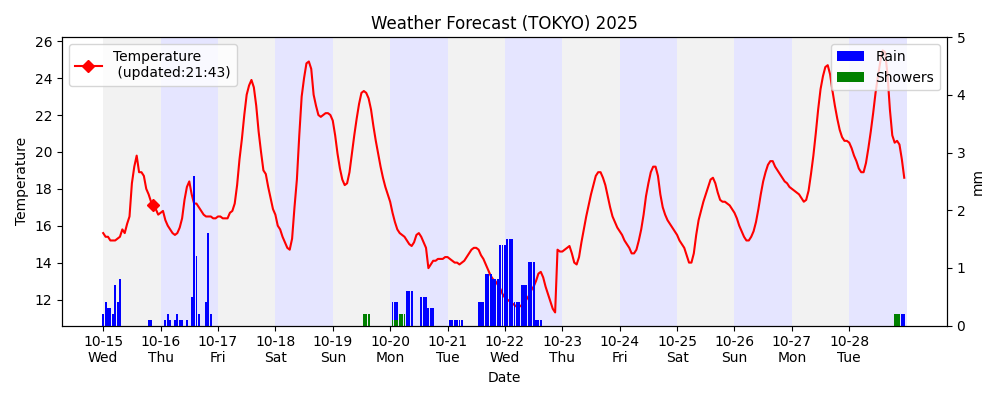 Weather Forecast (TOKYO) 2025
Temperature
(updated:21:43)
Rain
Showers
Temperature
26
24
22
20
18
16
14
12
5
4
3
2
1
0
mm
10-15 10-16 10-17 10-18 10-19 10-20 10-21 10-22 10-23 10-24 10-25 10-26 10-27 10-28
Wed Thu Fri Sat Sun Mon Tue Wed Thu Fri Sat Sun Mon Tue
Date